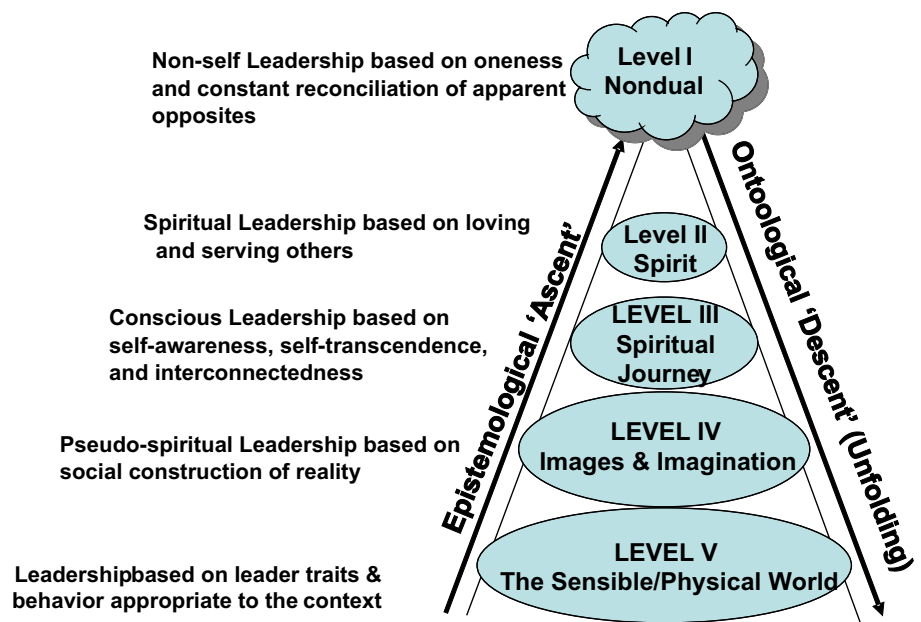 Non-self Leadership based on oneness
and constant reconciliation of apparent
opposites
Level I
Nondual
Spiritual Leadership based on loving
and serving others
Level II
Spirit
Conscious Leadership based on
self-awareness, self-transcendence,
and interconnectedness
LEVEL III
Spiritual
Journey
Pseudo-spiritual Leadership based on
social construction of reality
LEVEL IV
Images & Imagination
Leadershipbased on leader traits &
behavior appropriate to the context
LEVEL V
The Sensible/Physical World
Epistemological ‘Ascent’
Ontoological ‘Descent’ (Unfolding)